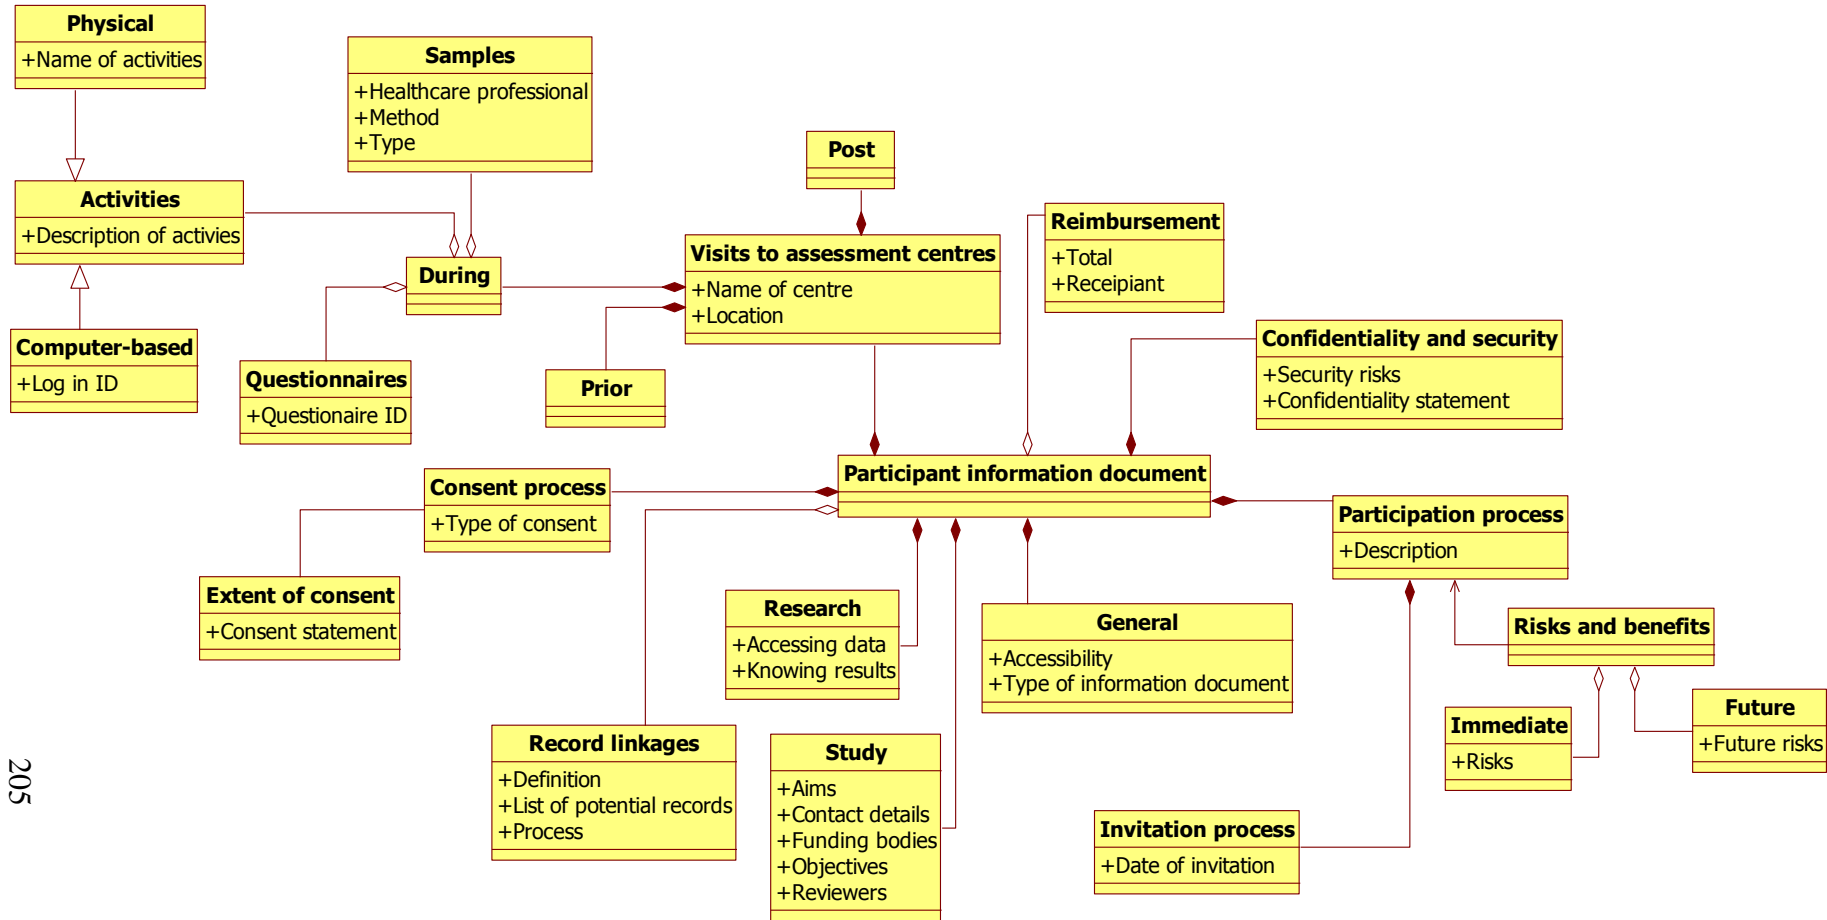 Physical
+Name of activities
Samples
+Healthcare professional
+Method
+Type
Post
Activities
+Description of activies
Reimbursement
+Total
+Receipiant
Visits to assessment centres
+Name of centre
+Location
During
Confidentiality and security
+Security risks
+Confidentiality statement
Computer-based
+Log in ID
Questionnaires
+Questionaire ID
Prior
Participant information document
Consent process
+Type of consent
Participation process
+Description
Extent of consent
+Consent statement
Research
+Accessing data
+Knowing results
General
+Accessibility
+Type of information document
Risks and benefits
Immediate
+Risks
Future
+Future risks
Record linkages
+Definition
+List of potential records
+Process
Study
+Aims
+Contact details
+Funding bodies
+Objectives
+Reviewers
Invitation process
+Date of invitation
205